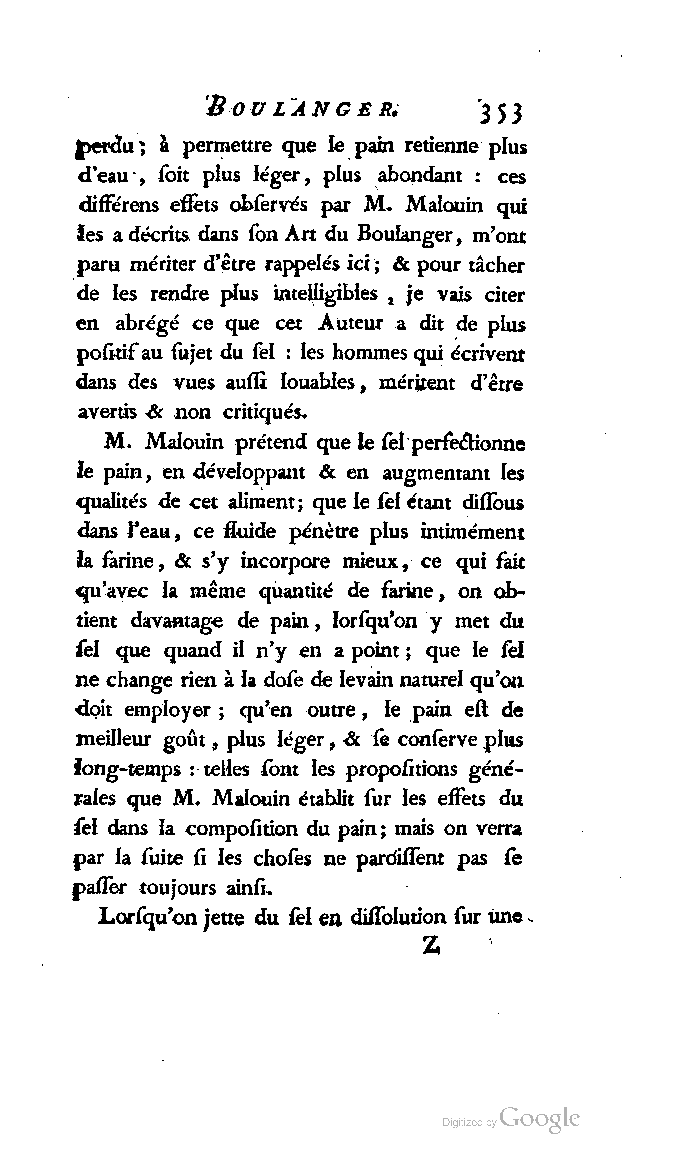 BOULANGER. 353
perdu ; à permettre que le pain retienne plus
d'eau, ſoit plus léger, plus abondant : ces
différens effets obſervés par M. Malouin qui
les a décrits dans ſon Art du Boulanger, m'ont
paru mériter d'être rappelés ici ; & pour tâcher
de les rendre plus intelligibles, je vais citer
en abrégé ce que cet Auteur a dit de plus
poſitif au ſujet du ſel : les hommes qui écrivent
dans des vues auſſi louables, méritent d'être
avertis & non critiqués.
M. Malouin prétend que le ſel perfectionne
le pain, en développant & en augmentant les
qualités de cet aliment ; que le ſel étant diſſous
dans l'eau, ce fluide pénètre plus intimément
la farine, & s'y incorpore mieux, ce qui fait
qu'avec la même quantité de farine, on ob-
tient davantage de pain, lorſqu'on y met du
ſel que quand il n'y en a point ; que le ſel
ne change rien à la doſe de levain naturel qu'on
doit employer ; qu'en outre, le pain eſt de
meilleur goût, plus léger, & ſe conſerve plus
long-temps : telles ſont les propoſitions géné-
rales que M. Malouin établit ſur les effets du
ſel dans la compoſition du pain ; mais on verra
par la ſuite ſi les choſes ne paroiſſent pas ſe
paſſer toujours ainſi.
Lorſqu'on jette du ſel en diſſolution ſur une
Z
Digitized by Google